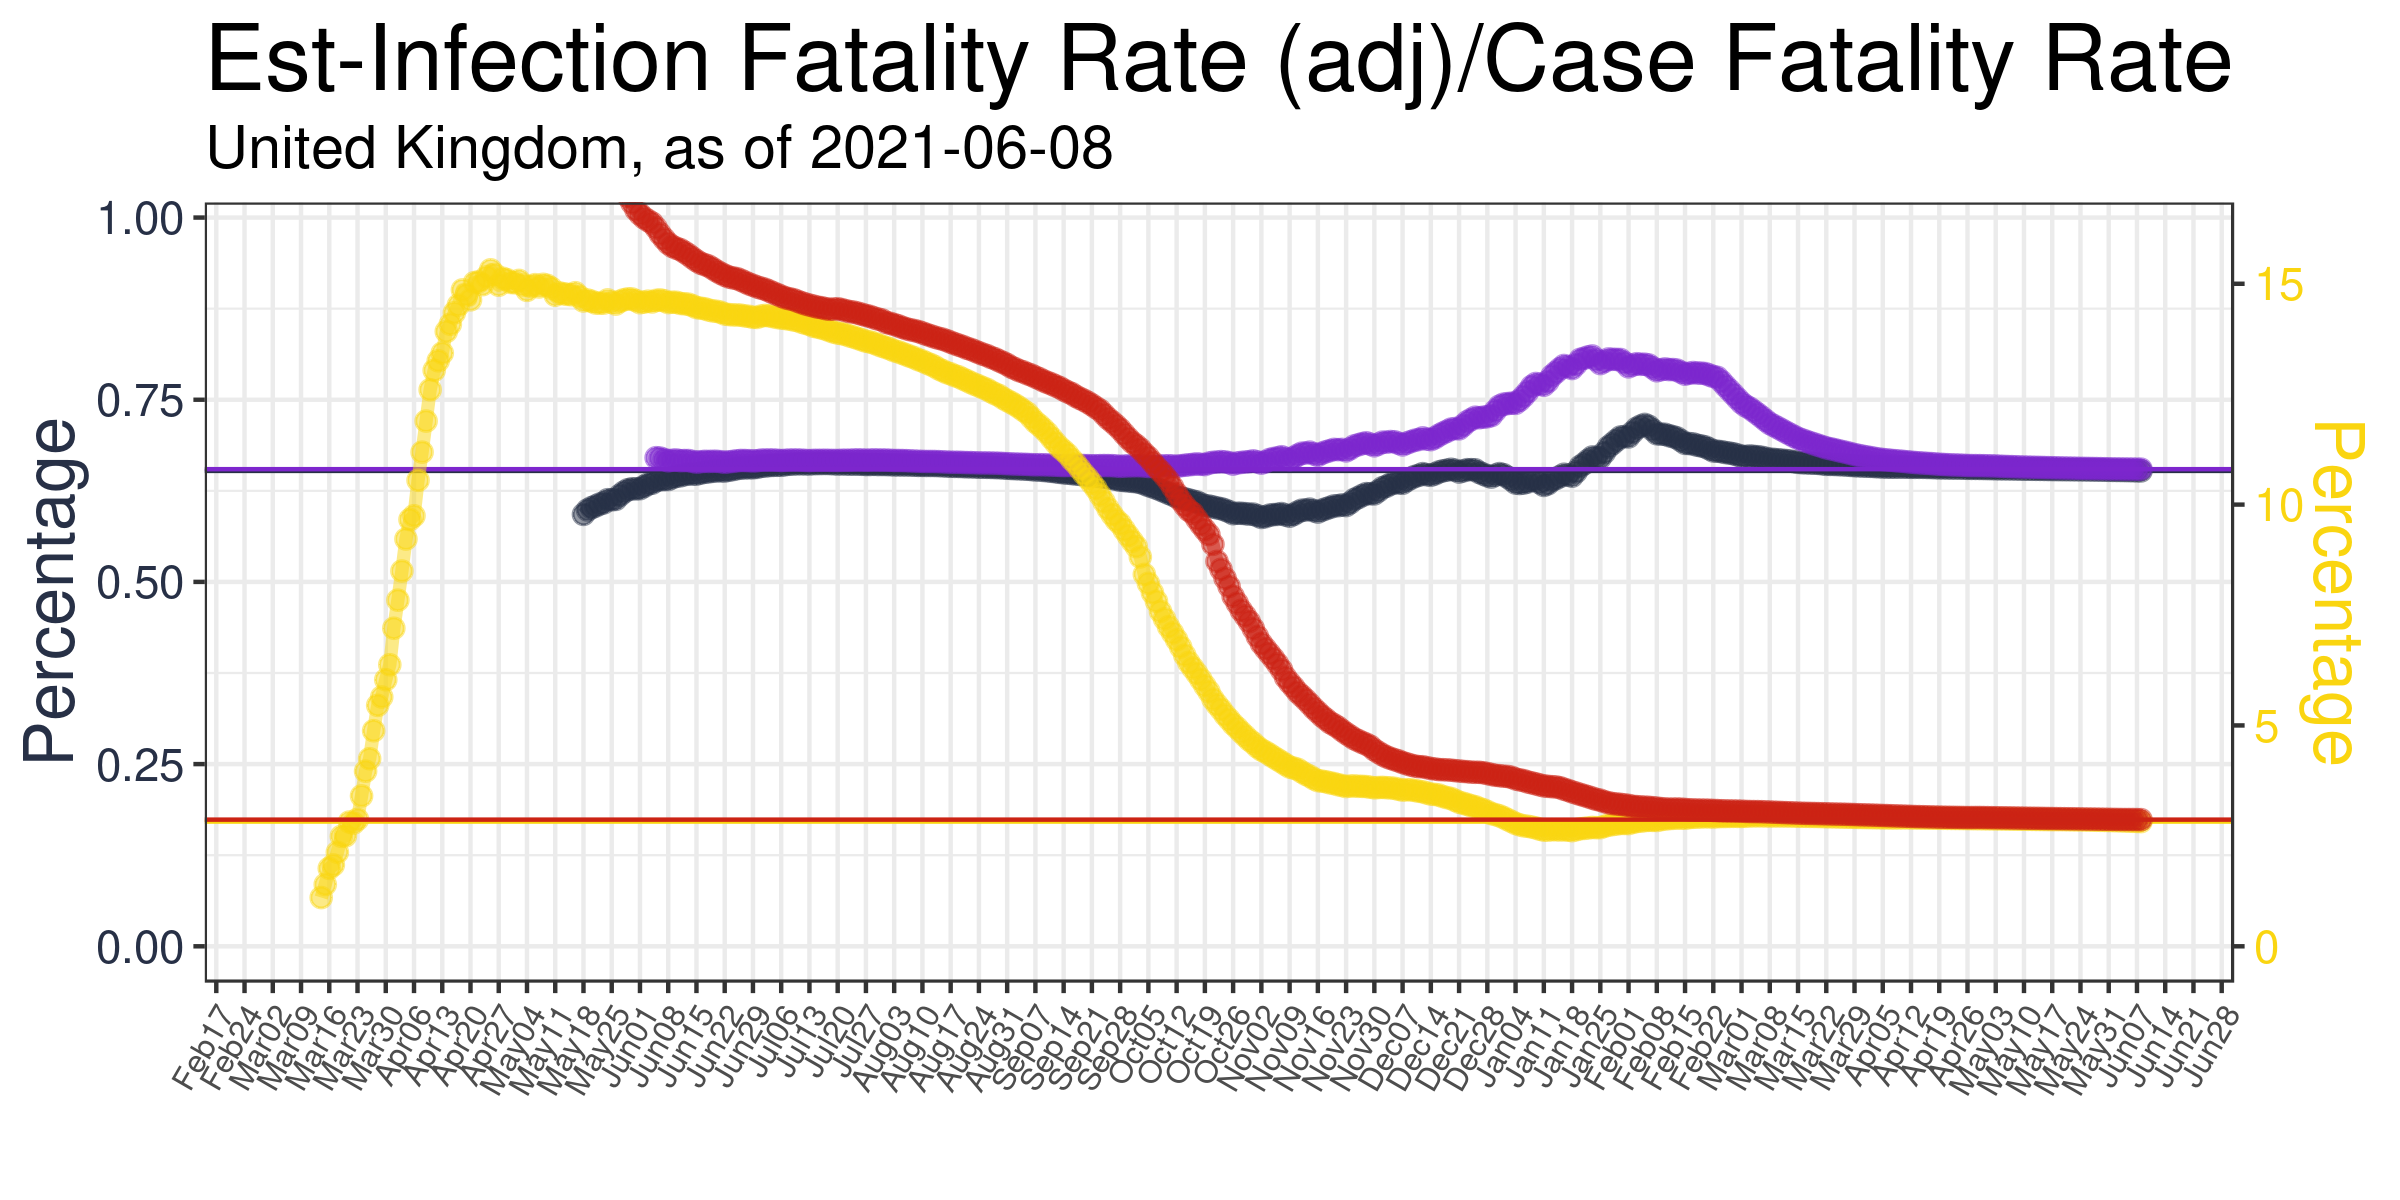 Est-Infection Fatality Rate (adj)/Case Fatality Rate
United Kingdom, as of 2021-06-08
Percentage
1.00
0.75
0.50
0.25
0.00
15
10
5
0
Percentage
Feb17
Feb24
Mar02
Mar09
Mar16
Mar23
Mar30
Apr06
Apr13
Apr20
Apr27
May04
May11
May18
May25
Jun01
Jun08
Jun15
Jun22
Jun29
Jul06
Jul13
Jul20
Jul27
Aug03
Aug10
Aug17
Aug24
Aug31
Sep07
Sep14
Sep21
Sep28
Oct05
Oct12
Oct19
Oct26
Nov02
Nov09
Nov16
Nov23
Nov30
Dec07
Dec14
Dec21
Dec28
Jan04
Jan11
Jan18
Jan25
Feb01
Feb08
Feb15
Feb22
Mar01
Mar08
Mar15
Mar22
Mar29
Apr05
Apr12
Apr19
Apr26
May03
May10
May17
May24
May31
Jun07
Jun14
Jun21
Jun28